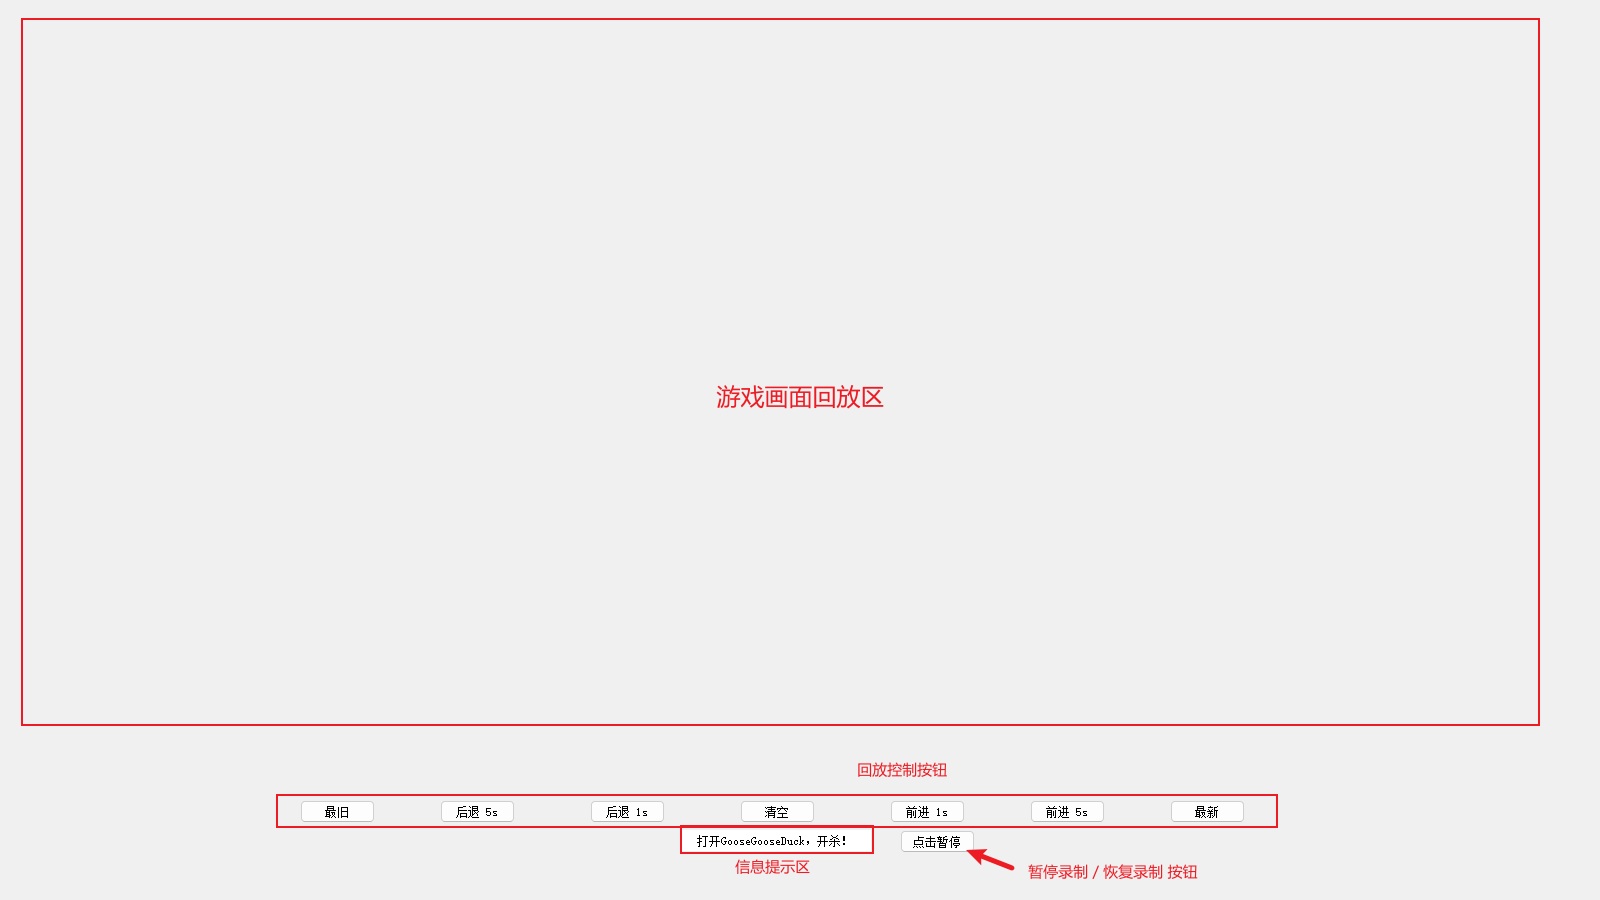 游戏画面回放区
回放控制按钮
最旧
后退 5s
后退 1s
清空
前进 1s
前进 5s
最新
打开GooseGooseDuck，开杀！
点击暂停
信息提示区
暂停录制 / 恢复录制 按钮